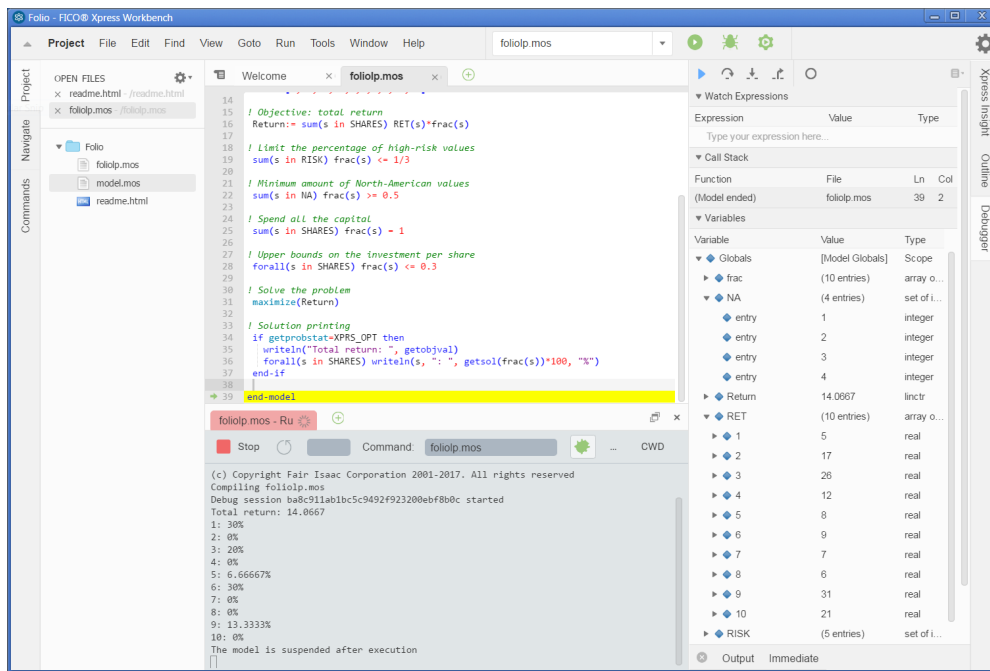 Folio - FICO® Xpress Workbench
Project File Edit Find View Goto Run Tools Window Help
foliolp.mos
Project
Navigate
Commands
OPEN FILES
readme.html - /readme.html
foliolp.mos - /foliolp.mos
Folio
foliolp.mos
model.mos
readme.html
Welcome
foliolp.mos
14
15 ! Objective: total return
16 Return:= sum(s in SHARES) RET(s)*frac(s)
17
18 ! Limit the percentage of high-risk values
19 sum(s in RISK) frac(s) <= 1/3
20
21 ! Minimum amount of North-American values
22 sum(s in NA) frac(s) >= 0.5
23
24 ! Spend all the capital
25 sum(s in SHARES) frac(s) = 1
26
27 ! Upper bounds on the investment per share
28 forall(s in SHARES) frac(s) <= 0.3
29
30 ! Solve the problem
31 maximize(Return)
32
33 ! Solution printing
34 if getprobstat=XPRS_OPT then
35 writeln("Total return: ", getobjval)
36 forall(s in SHARES) writeln(s, ": ", getsol(frac(s))*100, "%")
37 end-if
38
39 end-model
foliolp.mos - Ru
Stop Command: foliolp.mos ... CWD
(c) Copyright Fair Isaac Corporation 2001-2017. All rights reserved
Compiling foliolp.mos
Debug session ba8c911ab1bc5c9492f923200ebf8b0c started
Total return: 14.0667
1: 30%
2: 0%
3: 20%
4: 0%
5: 6.66667%
6: 30%
7: 0%
8: 0%
9: 13.3333%
10: 0%
The model is suspended after execution
Watch Expressions
Expression Value Type
Type your expression here...
Call Stack
Function File Ln Col
(Model ended) foliolp.mos 39 2
Variables
Variable Value Type
Globals [Model Globals] Scope
frac (10 entries) array o...
NA (4 entries) set of i...
entry 1 integer
entry 2 integer
entry 3 integer
entry 4 integer
Return 14.0667 linctr
RET (10 entries) array o...
1 5 real
2 17 real
3 26 real
4 12 real
5 8 real
6 9 real
7 7 real
8 6 real
9 31 real
10 21 real
RISK (5 entries) set of i...
Output Immediate
Xpress Insight
Outline
Debugger